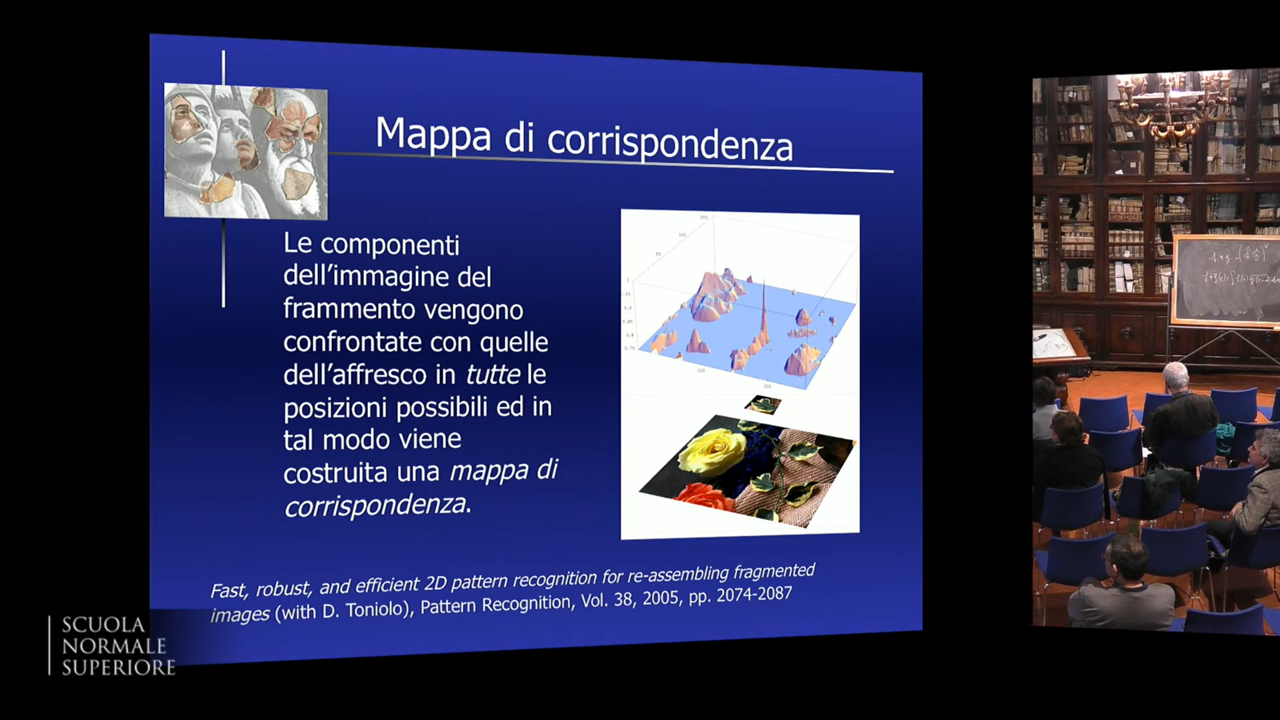 Mappa di corrispondenza
Le componenti
dell'immagine del
frammento vengono
confrontate con quelle
dell'affresco in tutte le
posizioni possibili ed in
tal modo viene
costruita una mappa di
corrispondenza.
Fast, robust, and efficient 2D pattern recognition for re-assembling fragmented
images (with D. Toniolo), Pattern Recognition, Vol. 38, 2005, pp. 2074-2087
SCUOLA
NORMALE
SUPERIORE